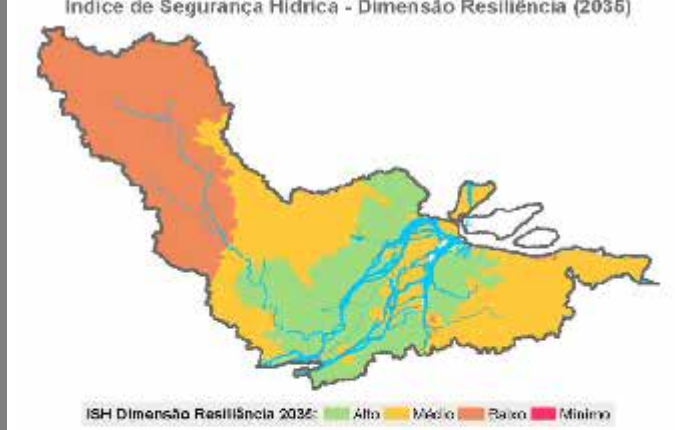 Índice de Segurança Hídrica - Dimensão Resiliência (2035)
ISH Dimensão Resiliência 2035: Alto Médio Baixo Mínimo